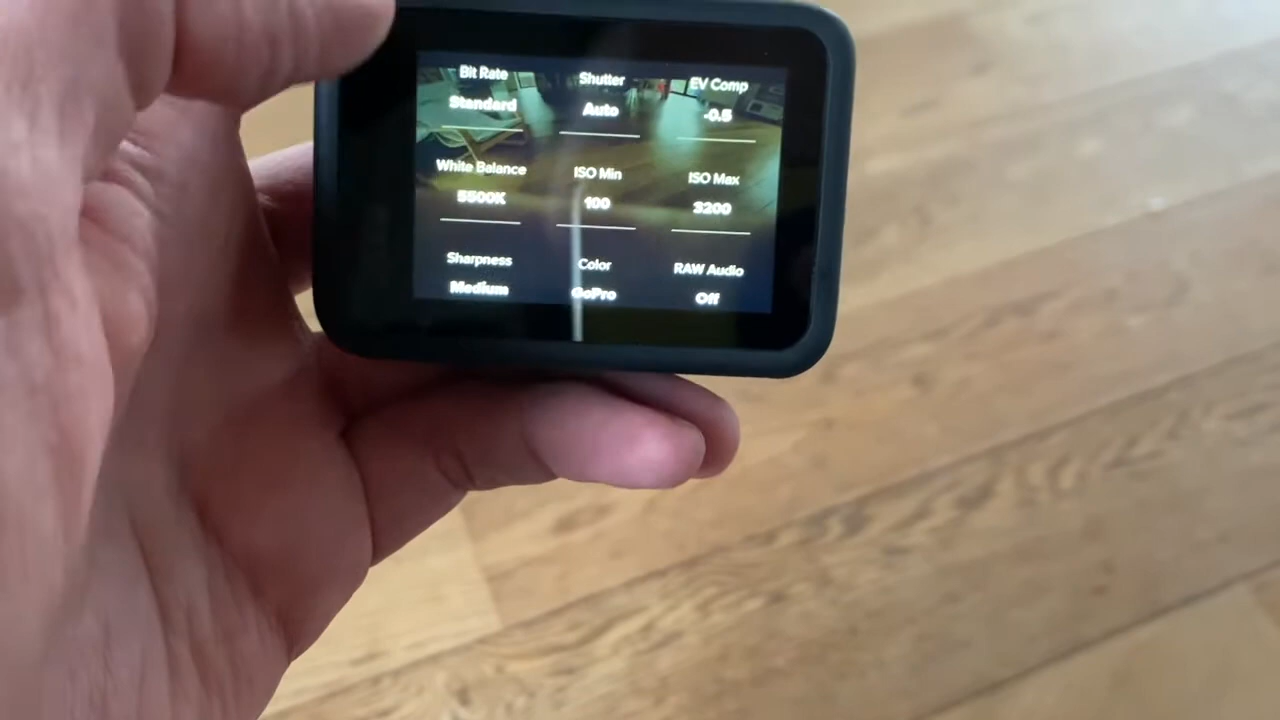 Bit Rate Shutter EV Comp
Standard Auto -0.5
White Balance ISO Min ISO Max
5500K 100 3200
Sharpness Color RAW Audio
Medium GoPro Off